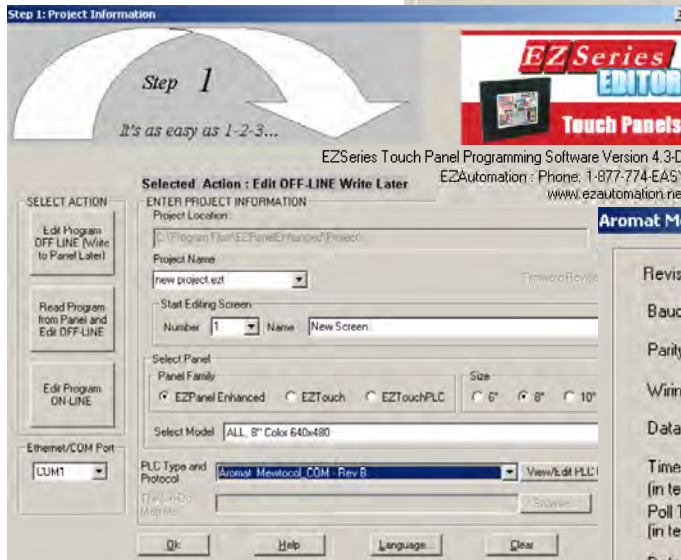 Step 1: Project Information
Step 1
It's as easy as 1-2-3...
EZSeries
EDITOR
Touch Panels
EZSeries Touch Panel Programming Software Version 4.3-D
EZAutomation : Phone: 1-877-774-EASY
www.ezautomation.ne
Selected Action : Edit OFF-LINE Write Later
SELECT ACTION
Edit Program
OFF LINE (Write
to Panel Later)
Read Program
from Panel and
Edit OFF-LINE
Edit Program
ON-LINE
Ethernet/COM Port
COM1
ENTER PROJECT INFORMATION
Project Location:
C:\Program Files\EZPanelEnhanced\Project\
Project Name
new project.ezt
Firmware Revision
Start Editing Screen
Number 1 Name New Screen
Select Panel
Panel Family
EZPanel Enhanced EZTouch EZTouchPLC
Size
6" 8" 10"
Select Model ALL, 8" Color 640x480
PLC Type and
Protocol
Aromat Mewtocol_COM - Rev B
View/Edit PLC
Browse...
Ok Help Language... Clear
Aromat Me
Revis
Baud
Parity
Wirin
Data
Time
(in te
Poll T
(in te